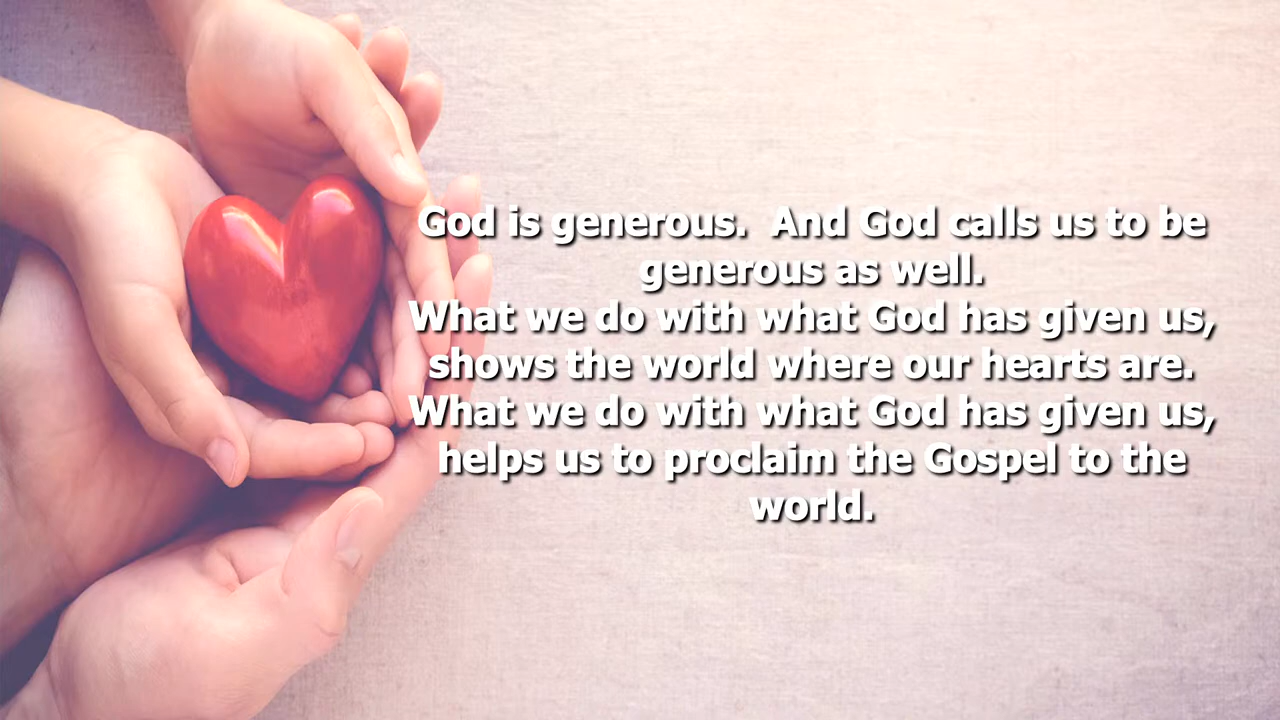 God is generous.  And God calls us to be
generous as well.
What we do with what God has given us,
shows the world where our hearts are.
What we do with what God has given us,
helps us to proclaim the Gospel to the
world.